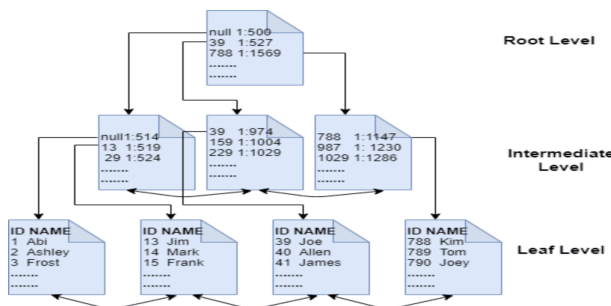 null 1:500
39 1:527
788 1:1569
-------
-------
Root Level
null1:514
13 1:519
29 1:524
-------
-------
39 1:974
159 1:1004
229 1:1029
-------
-------
788 1:1147
987 1: 1230
1029 1:1286
-------
-------
Intermediate
Level
ID NAME
1 Abi
2 Ashley
3 Frost
-------
-------
ID NAME
13 Jim
14 Mark
15 Frank
-------
-------
ID NAME
39 Joe
40 Allen
41 James
-------
-------
ID NAME
788 Kim
789 Tom
790 Joey
-------
-------
Leaf Level